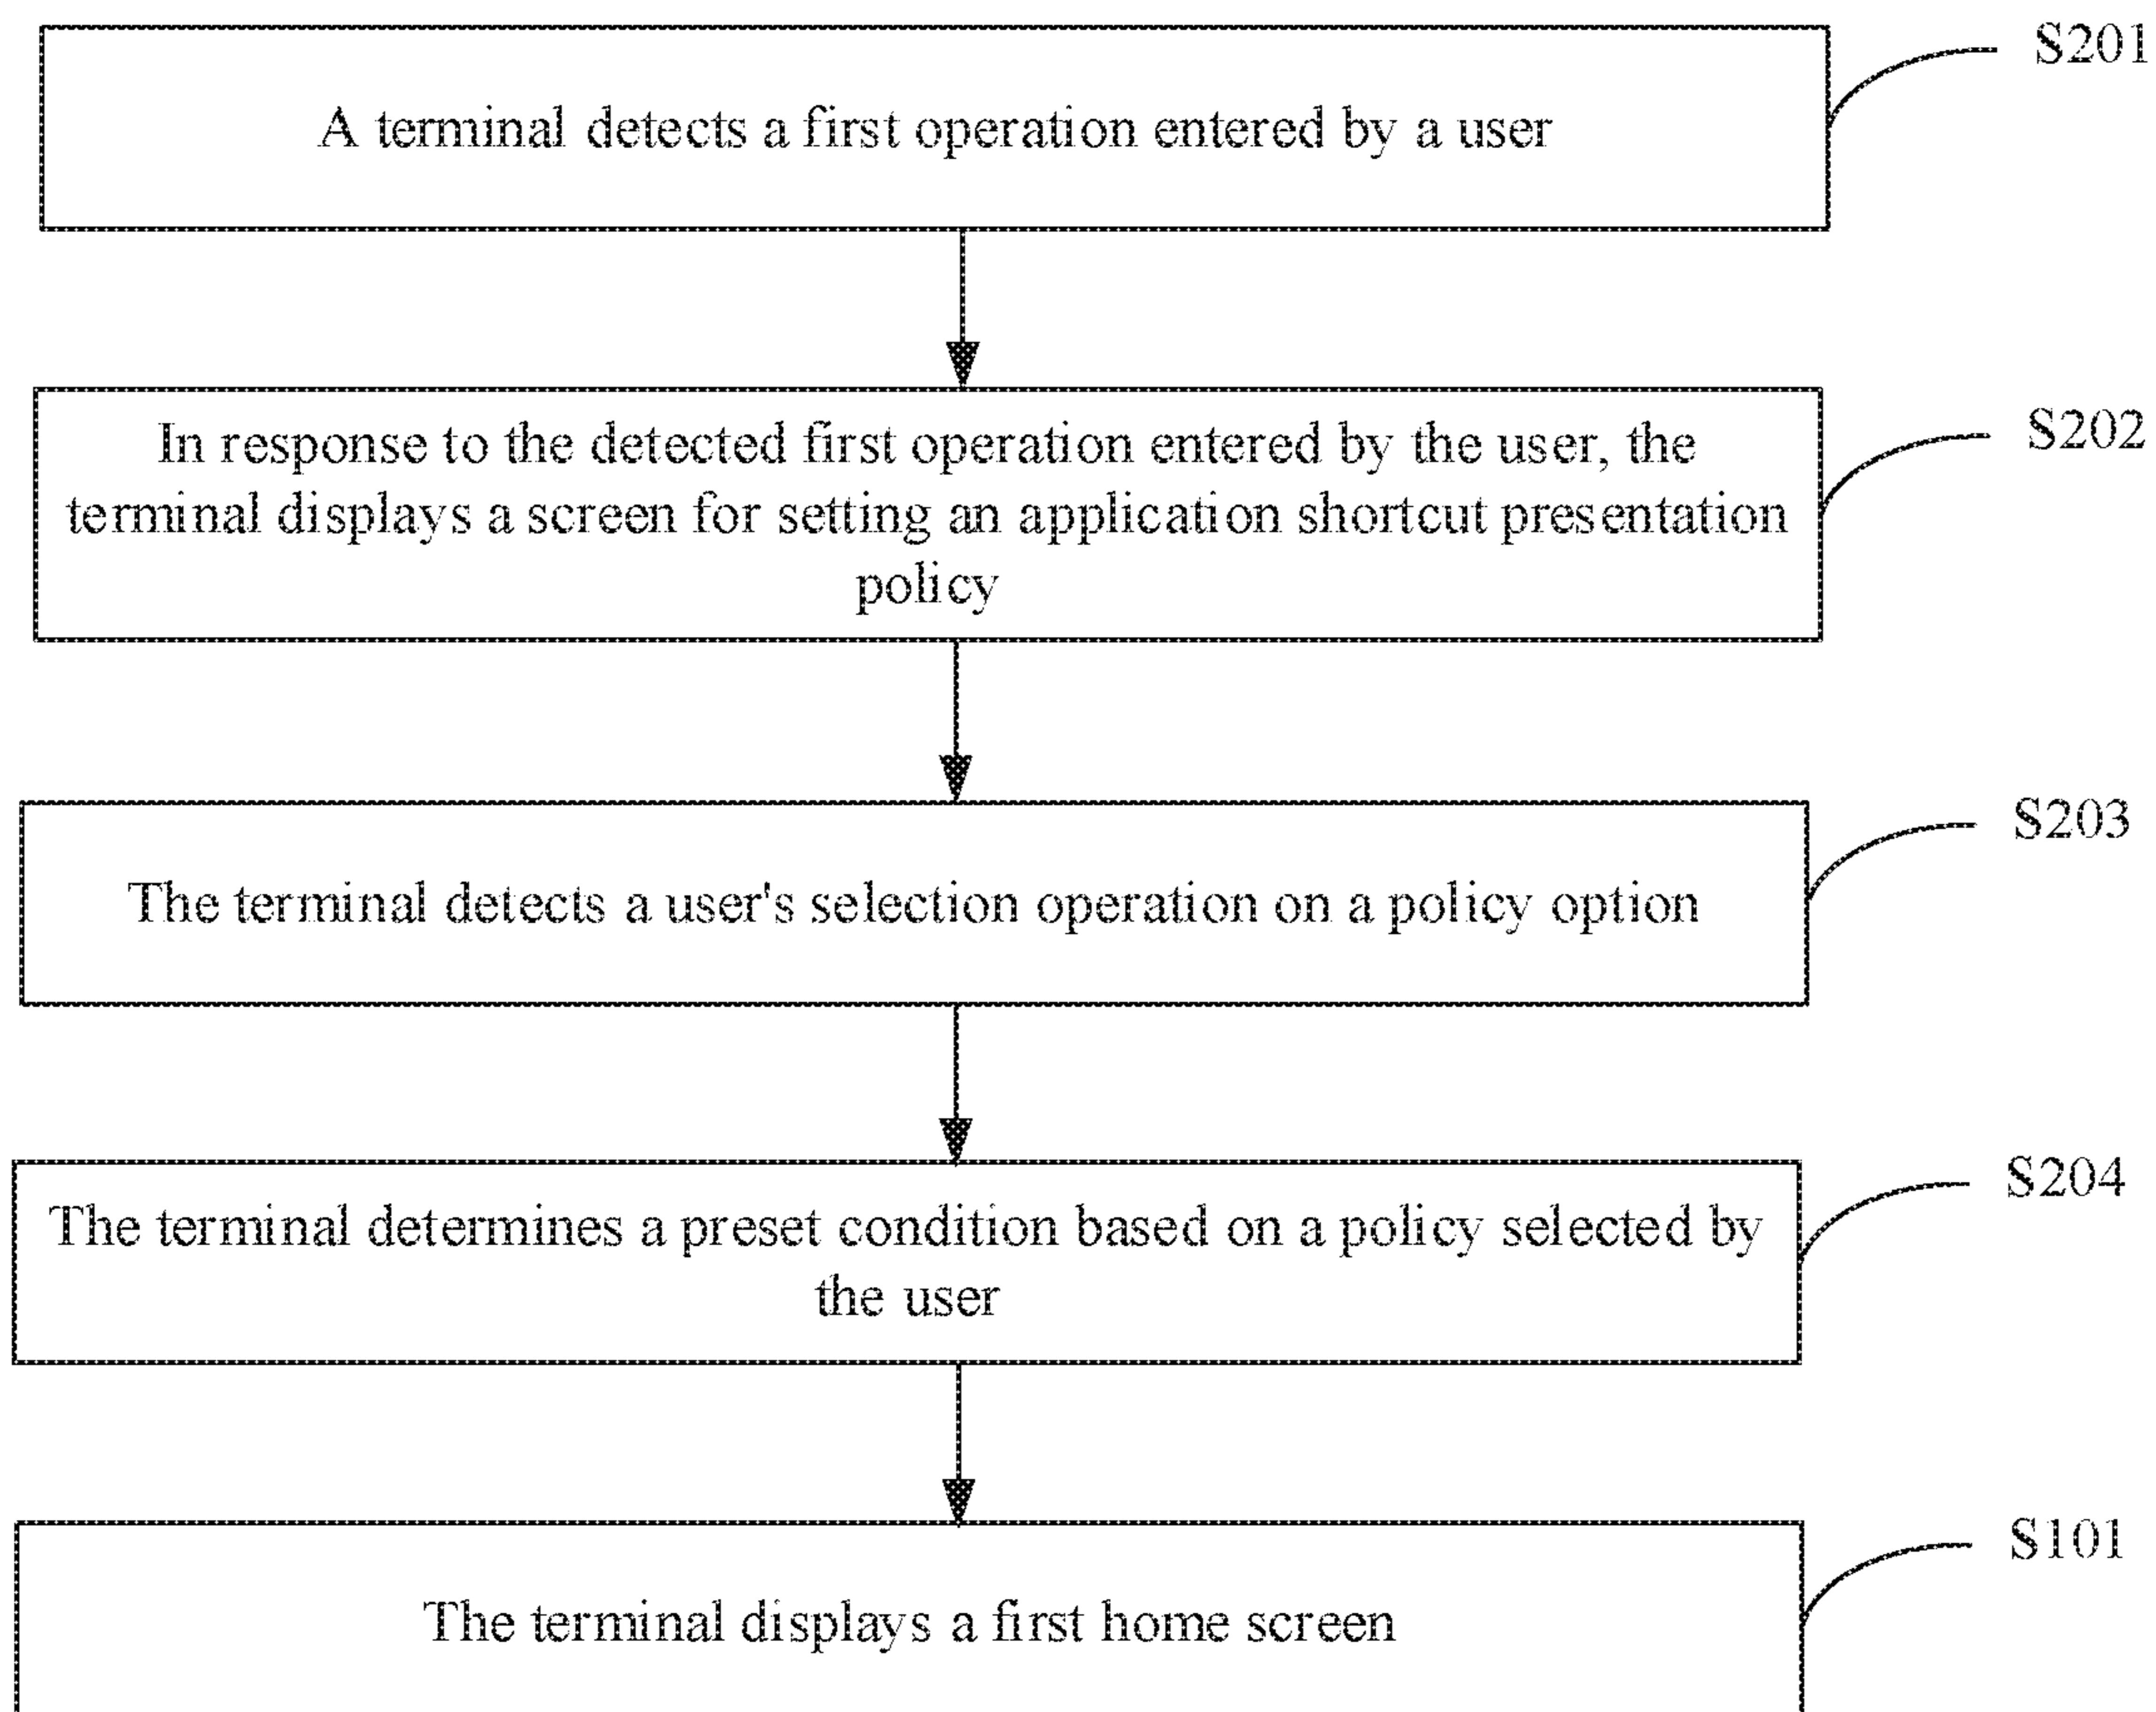 S201
A terminal detects a first operation entered by a user
S202
In response to the detected first operation entered by the user, the
terminal displays a screen for setting an application shortcut presentation
policy
S203
The terminal detects a user's selection operation on a policy option
S204
The terminal determines a preset condition based on a policy selected by
the user
S101
The terminal displays a first home screen